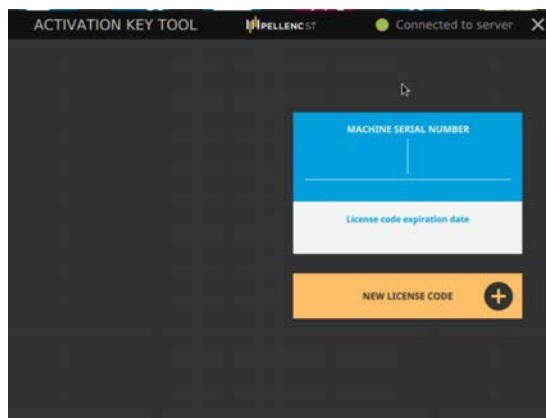 ACTIVATION KEY TOOL
PELLENC ST
Connected to server
MACHINE SERIAL NUMBER
License code expiration date
NEW LICENSE CODE